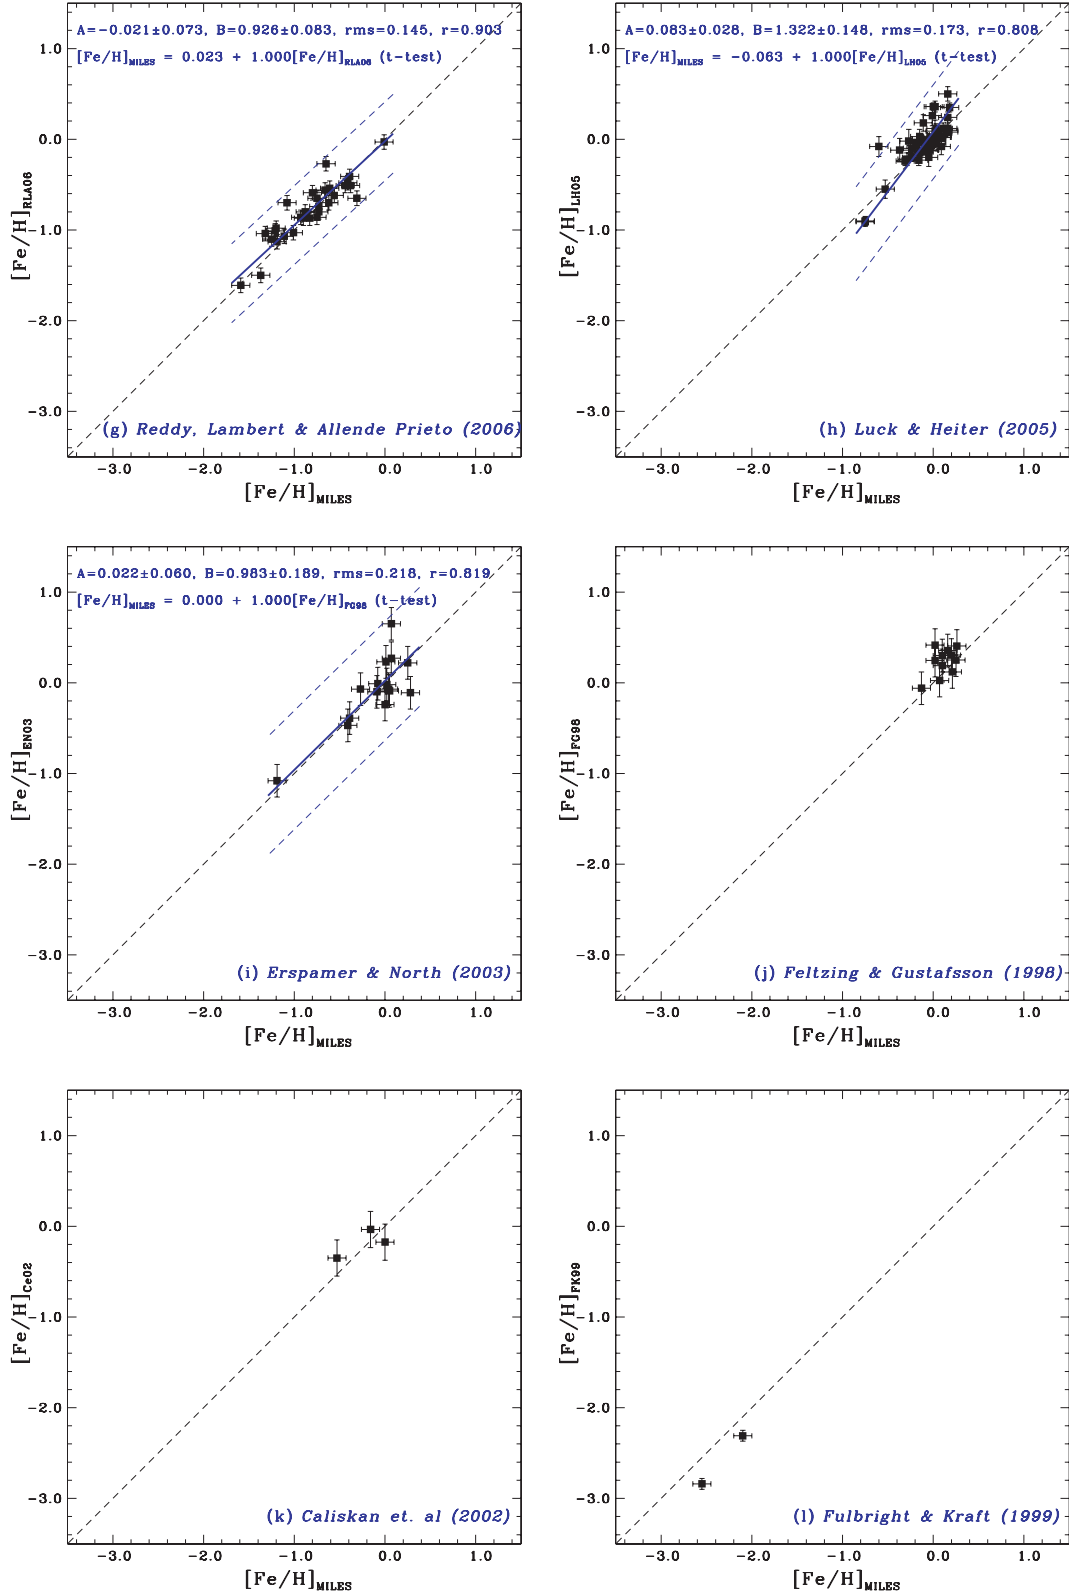 A=−0.021±0.073, B=0.926±0.083, rms=0.145, r=0.903
[Fe/H]MILES = 0.023 + 1.000[Fe/H]RLA06 (t−test)
1.0
0.0
−1.0
−2.0
−3.0
[Fe/H]RLA06
(g) Reddy, Lambert & Allende Prieto (2006)
−3.0 −2.0 −1.0 0.0 1.0
[Fe/H]MILES
A=0.083±0.028, B=1.322±0.148, rms=0.173, r=0.808
[Fe/H]MILES = −0.063 + 1.000[Fe/H]LH05 (t−test)
1.0
0.0
−1.0
−2.0
−3.0
[Fe/H]LH05
(h) Luck & Heiter (2005)
−3.0 −2.0 −1.0 0.0 1.0
[Fe/H]MILES
A=0.022±0.060, B=0.983±0.189, rms=0.218, r=0.819
[Fe/H]MILES = 0.000 + 1.000[Fe/H]FG98 (t−test)
1.0
0.0
−1.0
−2.0
−3.0
[Fe/H]EN03
(i) Erspamer & North (2003)
−3.0 −2.0 −1.0 0.0 1.0
[Fe/H]MILES
1.0
0.0
−1.0
−2.0
−3.0
[Fe/H]FG98
(j) Feltzing & Gustafsson (1998)
−3.0 −2.0 −1.0 0.0 1.0
[Fe/H]MILES
1.0
0.0
−1.0
−2.0
−3.0
[Fe/H]Ce02
(k) Caliskan et. al (2002)
−3.0 −2.0 −1.0 0.0 1.0
[Fe/H]MILES
1.0
0.0
−1.0
−2.0
−3.0
[Fe/H]FK99
(l) Fulbright & Kraft (1999)
−3.0 −2.0 −1.0 0.0 1.0
[Fe/H]MILES